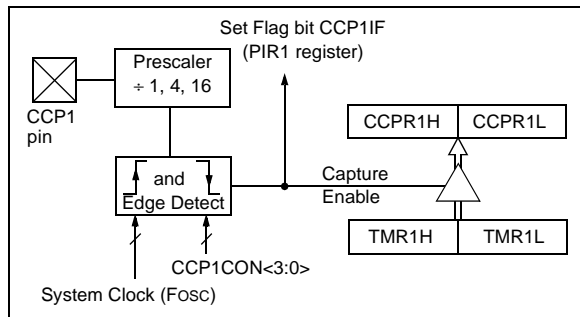 Set Flag bit CCP1IF
(PIR1 register)
Prescaler
÷ 1, 4, 16
CCP1
pin
CCPR1H
CCPR1L
and
Edge Detect
Capture
Enable
TMR1H
TMR1L
CCP1CON<3:0>
System Clock (FOSC)